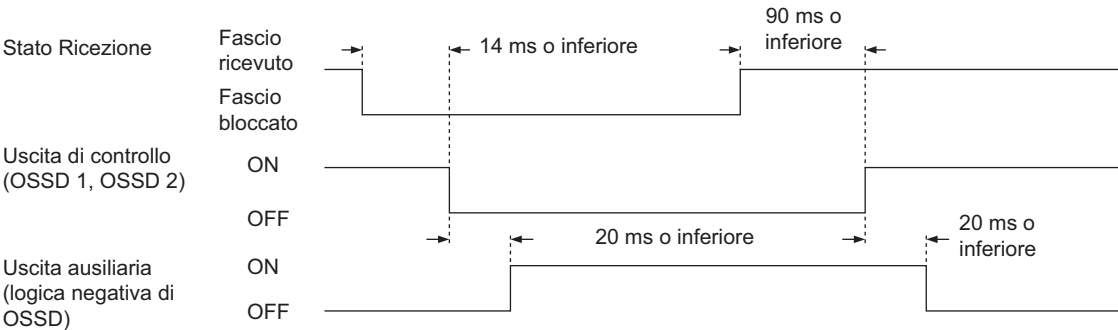 Stato Ricezione
Fascio
ricevuto
Fascio
bloccato
14 ms o inferiore
90 ms o
inferiore
Uscita di controllo
(OSSD 1, OSSD 2)
ON
OFF
20 ms o inferiore
20 ms o
inferiore
Uscita ausiliaria
(logica negativa di
OSSD)
ON
OFF